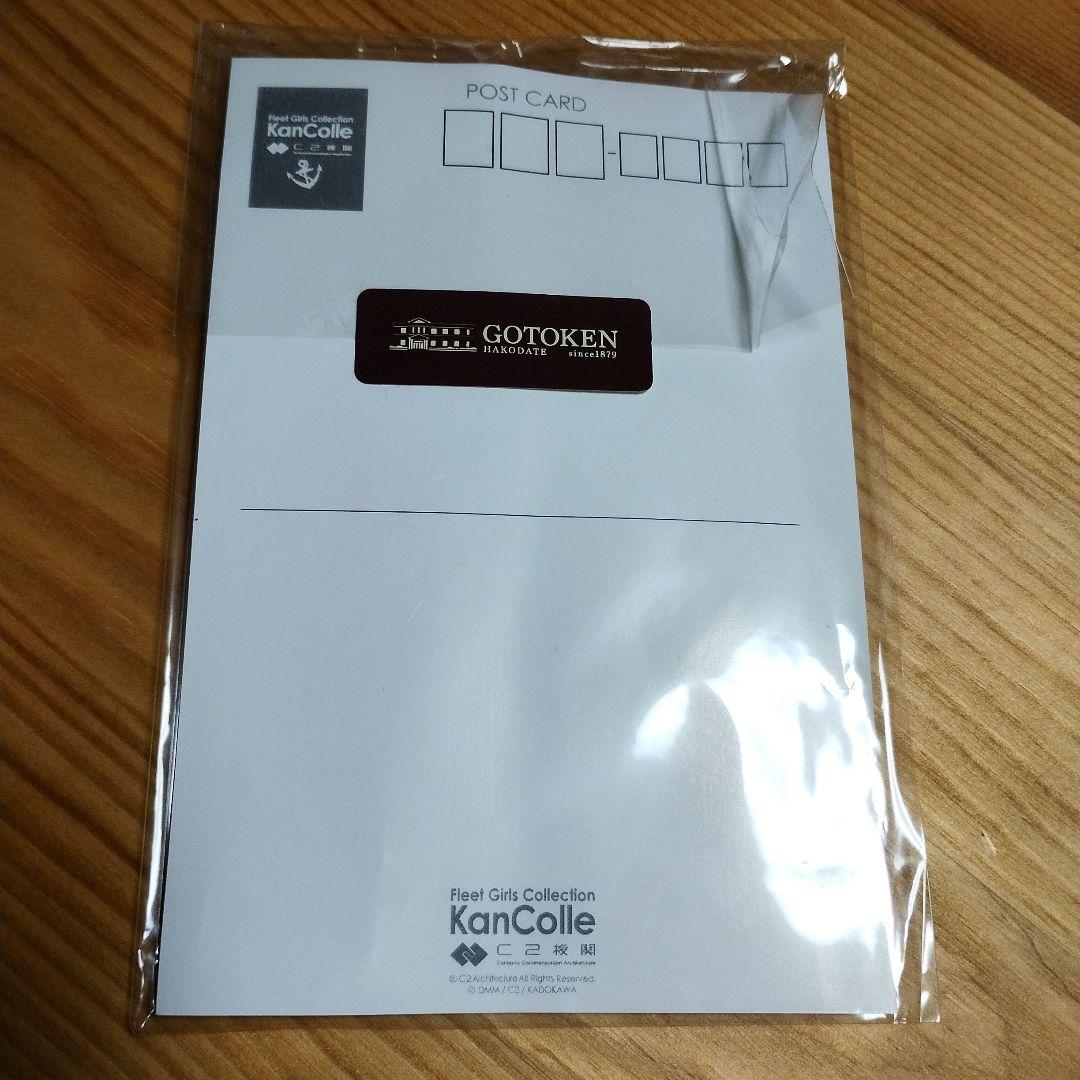 POST CARD
Fleet Girls Collection
KanColle
C2機関
GOTOKEN
HAKODATE since1879
Fleet Girls Collection
KanColle
C2機関
© C2 Architecture All Rights Reserved.
© DMM / C2 / KADOKAWA